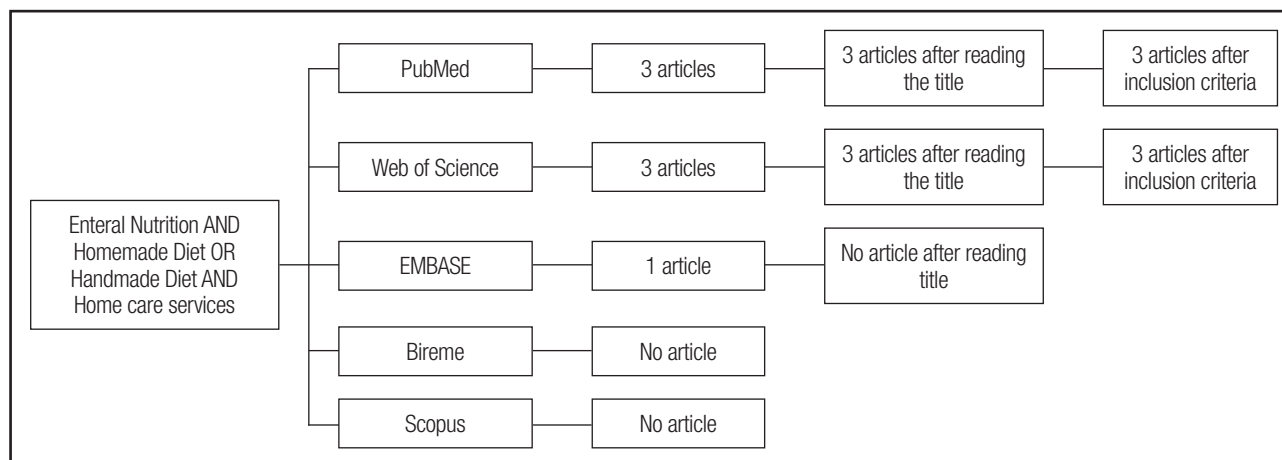 PubMed
3 articles
3 articles after reading
the title
3 articles after
inclusion criteria
Web of Science
3 articles
3 articles after reading
the title
3 articles after
inclusion criteria
Enteral Nutrition AND
Homemade Diet OR
Handmade Diet AND
Home care services
EMBASE
1 article
No article after reading
title
Bireme
No article
Scopus
No article